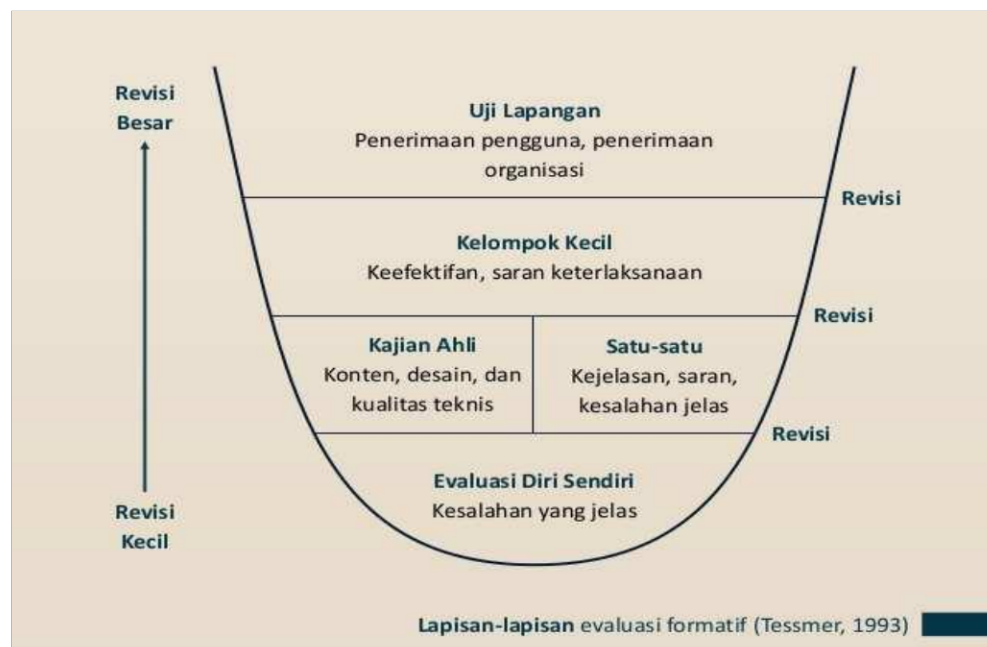 Revisi
Besar
Uji Lapangan
Penerimaan pengguna, penerimaan
organisasi
Revisi
Kelompok Kecil
Keefektifan, saran keterlaksanaan
Revisi
Kajian Ahli
Konten, desain, dan
kualitas teknis
Satu-satu
Kejelasan, saran,
kesalahan jelas
Revisi
Evaluasi Diri Sendiri
Kesalahan yang jelas
Revisi
Kecil
Lapisan-lapisan evaluasi formatif (Tessmer, 1993)